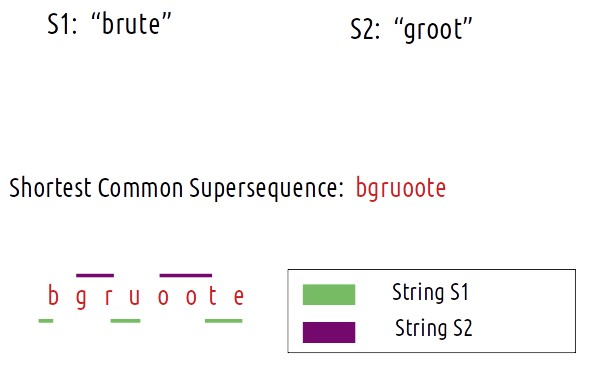 S1: “brute” S2: “groot”
Shortest Common Supersequence: bgruoote
b g r u o o t e
String S1
String S2